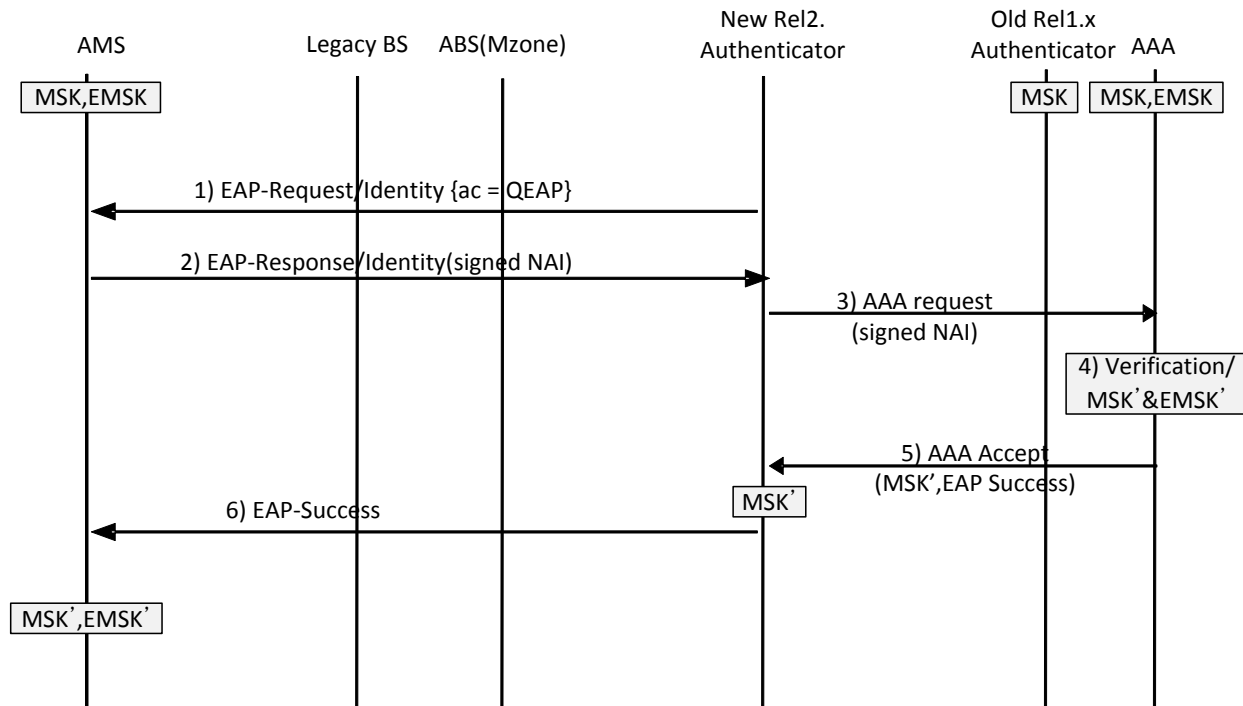 New Rel2.
Authenticator
Old Rel1.x
Authenticator
AMS
Legacy BS
ABS(Mzone)
AAA
MSK,EMSK
MSK
MSK,EMSK
1) EAP-Request/Identity {ac = QEAP}
2) EAP-Response/Identity(signed NAI)
3) AAA request
(signed NAI)
4) Verification/
MSK’&EMSK’
5) AAA Accept
(MSK’,EAP Success)
MSK’
6) EAP-Success
MSK’,EMSK’